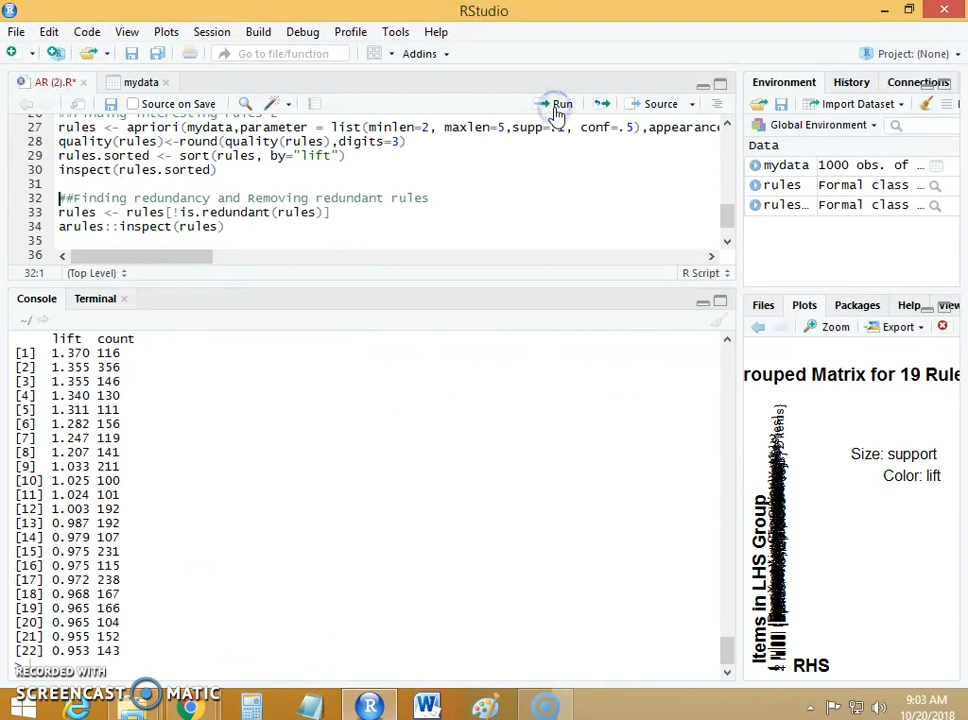 RStudio
File Edit Code View Plots Session Build Debug Profile Tools Help
Go to file/function Addins Project: (None)
AR (2).R* mydata
Source on Save Run Source
27 rules <- apriori(mydata,parameter = list(minlen=2, maxlen=5,supp=.1, conf=.5),appearance
28 quality(rules)<-round(quality(rules),digits=3)
29 rules.sorted <- sort(rules, by="lift")
30 inspect(rules.sorted)
31
32 ##Finding redundancy and Removing redundant rules
33 rules <- rules[!is.redundant(rules)]
34 arules::inspect(rules)
35
36
32:1 (Top Level) R Script
Console Terminal
~/
lift count
[1] 1.370 116
[2] 1.355 356
[3] 1.355 146
[4] 1.340 130
[5] 1.311 111
[6] 1.282 156
[7] 1.247 119
[8] 1.207 141
[9] 1.033 211
[10] 1.025 100
[11] 1.024 101
[12] 1.003 192
[13] 0.987 192
[14] 0.979 107
[15] 0.975 231
[16] 0.975 115
[17] 0.972 238
[18] 0.968 167
[19] 0.965 166
[20] 0.965 104
[21] 0.955 152
[22] 0.953 143
>
Environment History Connections
Import Dataset
Global Environment
Data
mydata 1000 obs. of …
rules Formal class …
rules… Formal class …
Files Plots Packages Help View
Zoom Export
rouped Matrix for 19 Rule
Size: support
Color: lift
Items in LHS Group
RHS
RECORDED WITH
SCREENCAST MATIC
9:03 AM
10/20/2018